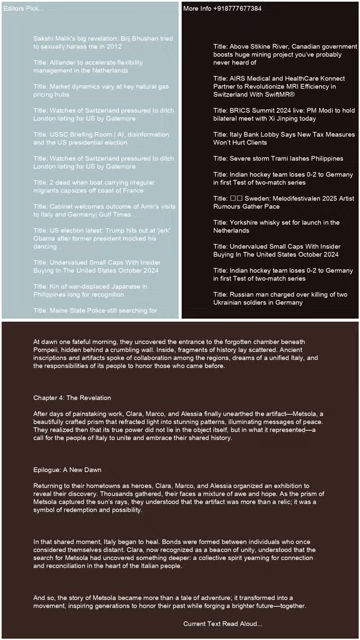 Editors Pick...
Sakshi Malik's big revelation: Brij Bhushan tried
to sexually harass me in 2012
Title: Alliander to accelerate flexibility
management in the Netherlands
Title: Market dynamics vary at key natural gas
pricing hubs
Title: Watches of Switzerland pressured to ditch
London listing for US by Gatemore
Title: USSC Briefing Room | AI, disinformation
and the US presidential election
Title: Watches of Switzerland pressured to ditch
London listing for US by Gatemore
Title: 2 dead when boat carrying irregular
migrants capsizes off coast of France
Title: Cabinet welcomes outcome of Amir's visits
to Italy and Germany| Gulf Times
Title: US election latest: Trump hits out at 'jerk'
Obama after former president mocked his
dancing
Title: Undervalued Small Caps With Insider
Buying In The United States October 2024
Title: Kin of war-displaced Japanese in
Philippines long for recognition
Title: Maine State Police still searching for
More Info +918777677384
Title: Above Stikine River, Canadian government
boosts huge mining project you've probably
never heard of
Title: AIRS Medical and HealthCare Konnect
Partner to Revolutionize MRI Efficiency in
Switzerland With SwiftMR®
Title: BRICS Summit 2024 live: PM Modi to hold
bilateral meet with Xi Jinping today
Title: Italy Bank Lobby Says New Tax Measures
Won't Hurt Clients
Title: Severe storm Trami lashes Philippines
Title: Indian hockey team loses 0-2 to Germany
in first Test of two-match series
Title: Sweden: Melodifestivalen 2025 Artist
Rumours Gather Pace
Title: Yorkshire whisky set for launch in the
Netherlands
Title: Undervalued Small Caps With Insider
Buying In The United States October 2024
Title: Indian hockey team loses 0-2 to Germany
in first Test of two-match series
Title: Russian man charged over killing of two
Ukrainian soldiers in Germany
At dawn one fateful morning, they uncovered the entrance to the forgotten chamber beneath
Pompeii, hidden behind a crumbling wall. Inside, fragments of history lay scattered. Ancient
inscriptions and artifacts spoke of collaboration among the regions, dreams of a unified Italy, and
the responsibilities of its people to honor those who came before.
Chapter 4: The Revelation
After days of painstaking work, Clara, Marco, and Alessia finally unearthed the artifact—Metsola, a
beautifully crafted prism that refracted light into stunning patterns, illuminating messages of peace.
They realized then that its true power did not lie in the object itself, but in what it represented—a
call for the people of Italy to unite and embrace their shared history.
Epilogue: A New Dawn
Returning to their hometowns as heroes, Clara, Marco, and Alessia organized an exhibition to
reveal their discovery. Thousands gathered, their faces a mixture of awe and hope. As the prism of
Metsola captured the sun's rays, they understood that the artifact was more than a relic; it was a
symbol of redemption and possibility.
In that shared moment, Italy began to heal. Bonds were formed between individuals who once
considered themselves distant. Clara, now recognized as a beacon of unity, understood that the
search for Metsola had uncovered something deeper: a collective spirit yearning for connection
and reconciliation in the heart of the Italian people.
And so, the story of Metsola became more than a tale of adventure; it transformed into a
movement, inspiring generations to honor their past while forging a brighter future—together.
Current Text Read Aloud...